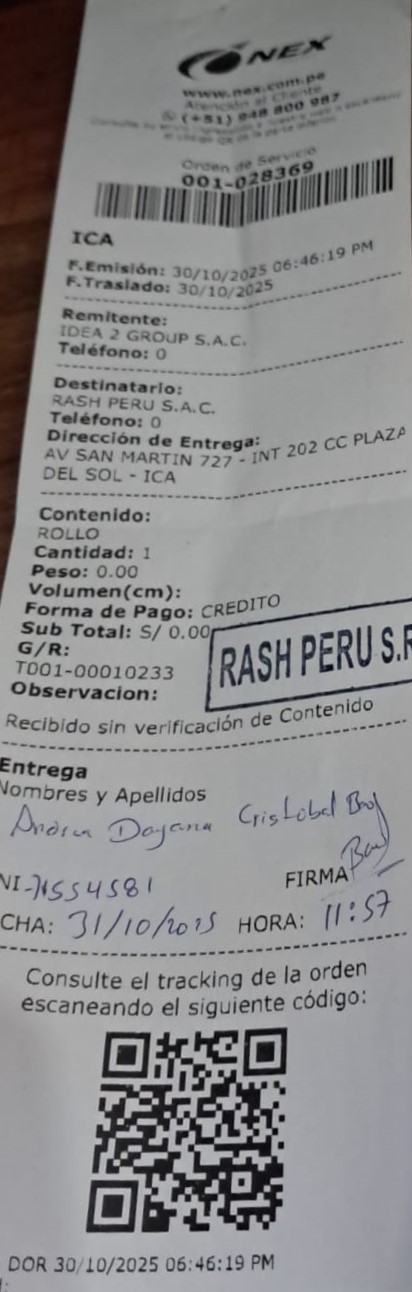 NEX
www.nex.com.pe
Atención al Cliente
(+51) 948 800 987
Orden de Servicio
001-028369
ICA
F.Emisión: 30/10/2025 06:46:19 PM
F.Traslado: 30/10/2025
Remitente:
IDEA 2 GROUP S.A.C.
Teléfono: 0
Destinatario:
RASH PERU S.A.C.
Teléfono: 0
Dirección de Entrega:
AV SAN MARTIN 727 - INT 202 CC PLAZA
DEL SOL - ICA
Contenido:
ROLLO
Cantidad: 1
Peso: 0.00
Volumen(cm):
Forma de Pago: CREDITO
Sub Total: S/ 0.00
RASH PERU S.R
G/R:
T001-00010233
Observacion:
Recibido sin verificación de Contenido
Entrega
Nombres y Apellidos
Dayana Cristobal
NI
FIRMA
CHA: 31/10/2025 HORA: 11:57
Consulte el tracking de la orden
escaneando el siguiente código:
DOR 30/10/2025 06:46:19 PM